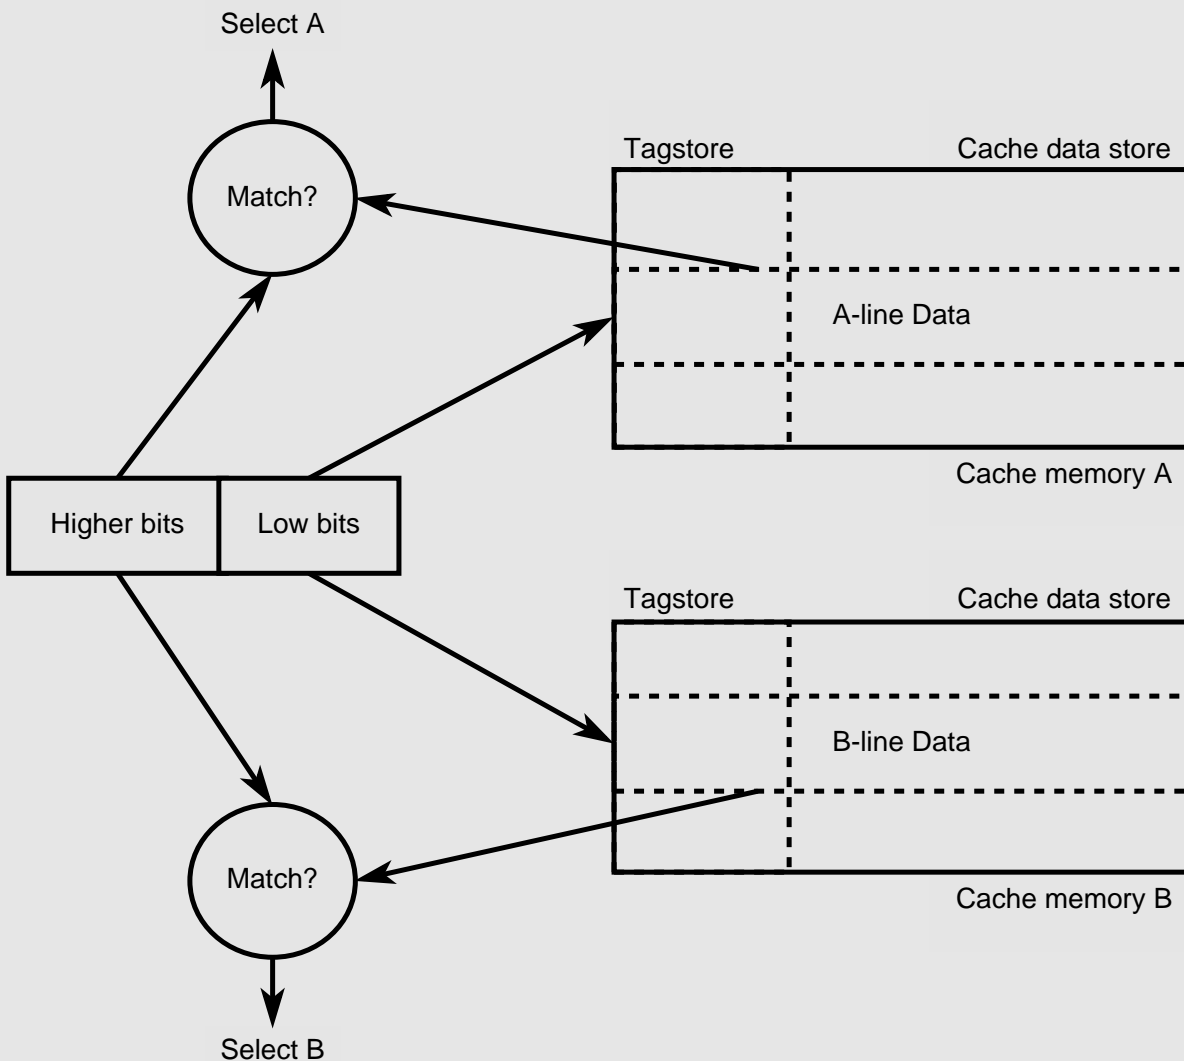 Select A
Tagstore
Cache data store
Match?
A-line Data
Cache memory A
Higher bits
Low bits
Tagstore
Cache data store
B-line Data
Match?
Cache memory B
Select B